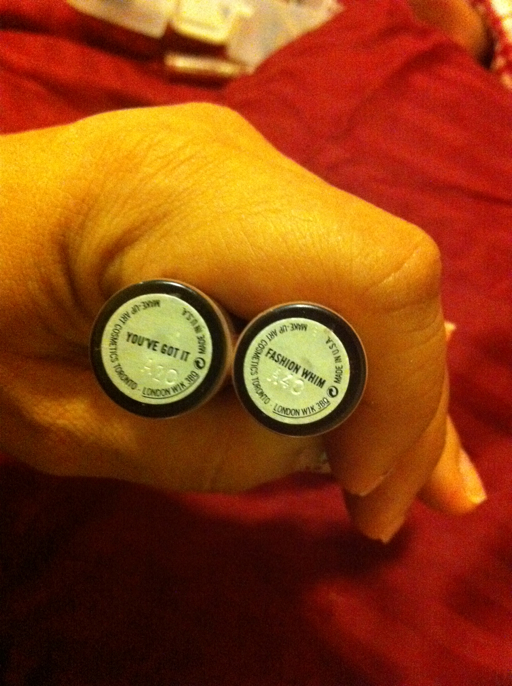 YOU'VE GOT IT
A30
MAKE-UP ART COSMETICS TORONTO · LONDON W1K 3BQ
MADE IN U.S.A.
FASHION WHIM
A40
MAKE-UP ART COSMETICS TORONTO LONDON W1K 3BQ
MADE IN U.S.A.